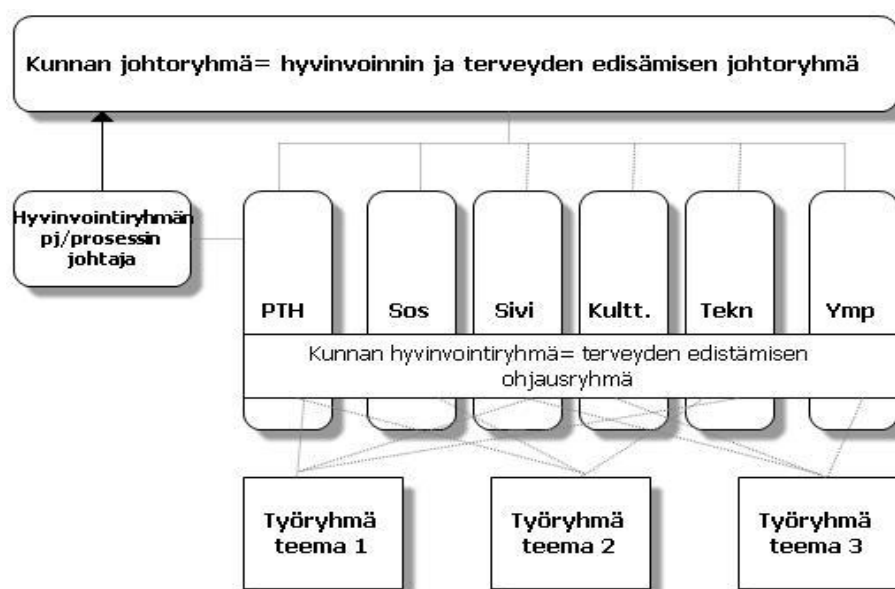 Kunnan johtoryhmä= hyvinvoinnin ja terveyden edisämisen johtoryhmä
Hyvinvointiryhmän
pj/prosessin
johtaja
PTH
Sos
Sivi
Kultt.
Tekn
Ymp
Kunnan hyvinvointiryhmä= terveyden edistämisen
ohjausryhmä
Työryhmä
teema 1
Työryhmä
teema 2
Työryhmä
teema 3